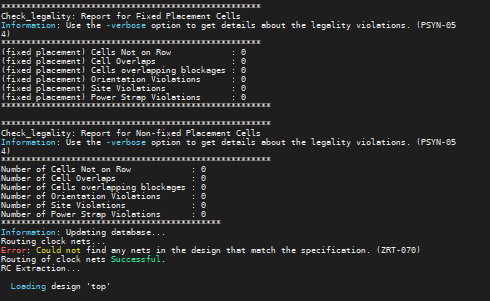 ****************************************************
Check_legality: Report for Fixed Placement Cells
Information: Use the -verbose option to get details about the legality violations. (PSYN-05
4)
****************************************************
(fixed placement) Cells Not on Row            : 0
(fixed placement) Cell Overlaps               : 0
(fixed placement) Cells overlapping blockages : 0
(fixed placement) Orientation Violations      : 0
(fixed placement) Site Violations             : 0
(fixed placement) Power Strap Violations      : 0
******************************************************
******************************************************
Check_legality: Report for Non-fixed Placement Cells
Information: Use the -verbose option to get details about the legality violations. (PSYN-05
4)
******************************************************
Number of Cells Not on Row            : 0
Number of Cell Overlaps               : 0
Number of Cells overlapping blockages : 0
Number of Orientation Violations      : 0
Number of Site Violations             : 0
Number of Power Strap Violations      : 0
********************************************
Information: Updating database...
Routing clock nets...
Error: Could not find any nets in the design that match the specification. (ZRT-070)
Routing of clock nets Successful.
RC Extraction...
Loading design 'top'